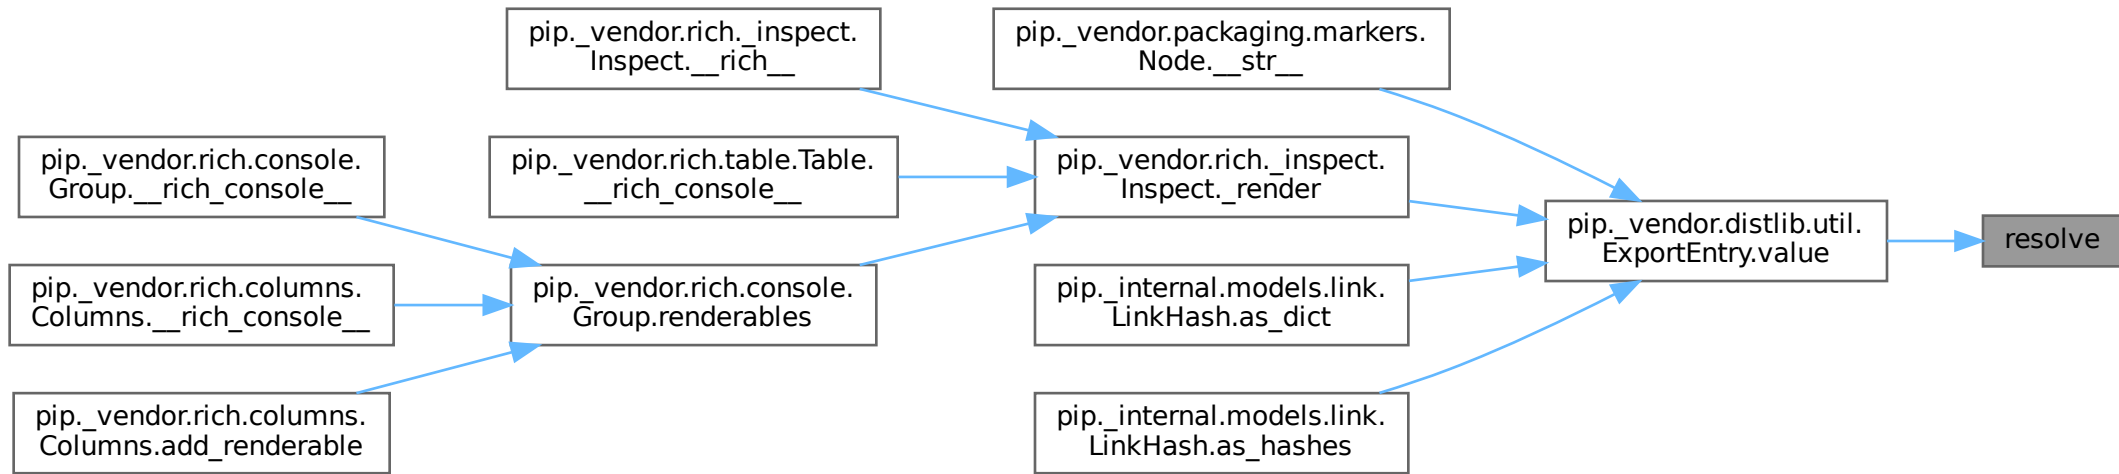 pip._vendor.rich._inspect.
Inspect.__rich__
pip._vendor.packaging.markers.
Node.__str__
pip._vendor.rich.console.
Group.__rich_console__
pip._vendor.rich.table.Table.
__rich_console__
pip._vendor.rich._inspect.
Inspect._render
pip._vendor.distlib.util.
ExportEntry.value
resolve
pip._vendor.rich.columns.
Columns.__rich_console__
pip._vendor.rich.console.
Group.renderables
pip._internal.models.link.
LinkHash.as_dict
pip._vendor.rich.columns.
Columns.add_renderable
pip._internal.models.link.
LinkHash.as_hashes